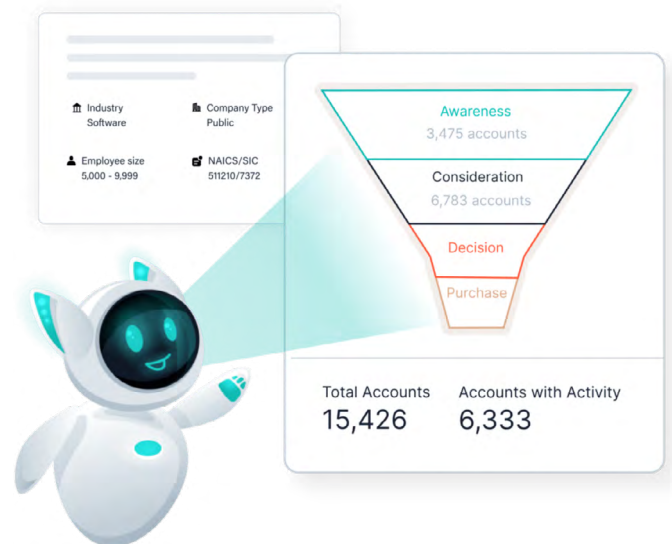 Industry
Software
Company Type
Public
Employee size
5,000 - 9,999
NAICS/SIC
511210/7372
Awareness
3,475 accounts
Consideration
6,783 accounts
Decision
Purchase
Total Accounts
15,426
Accounts with Activity
6,333